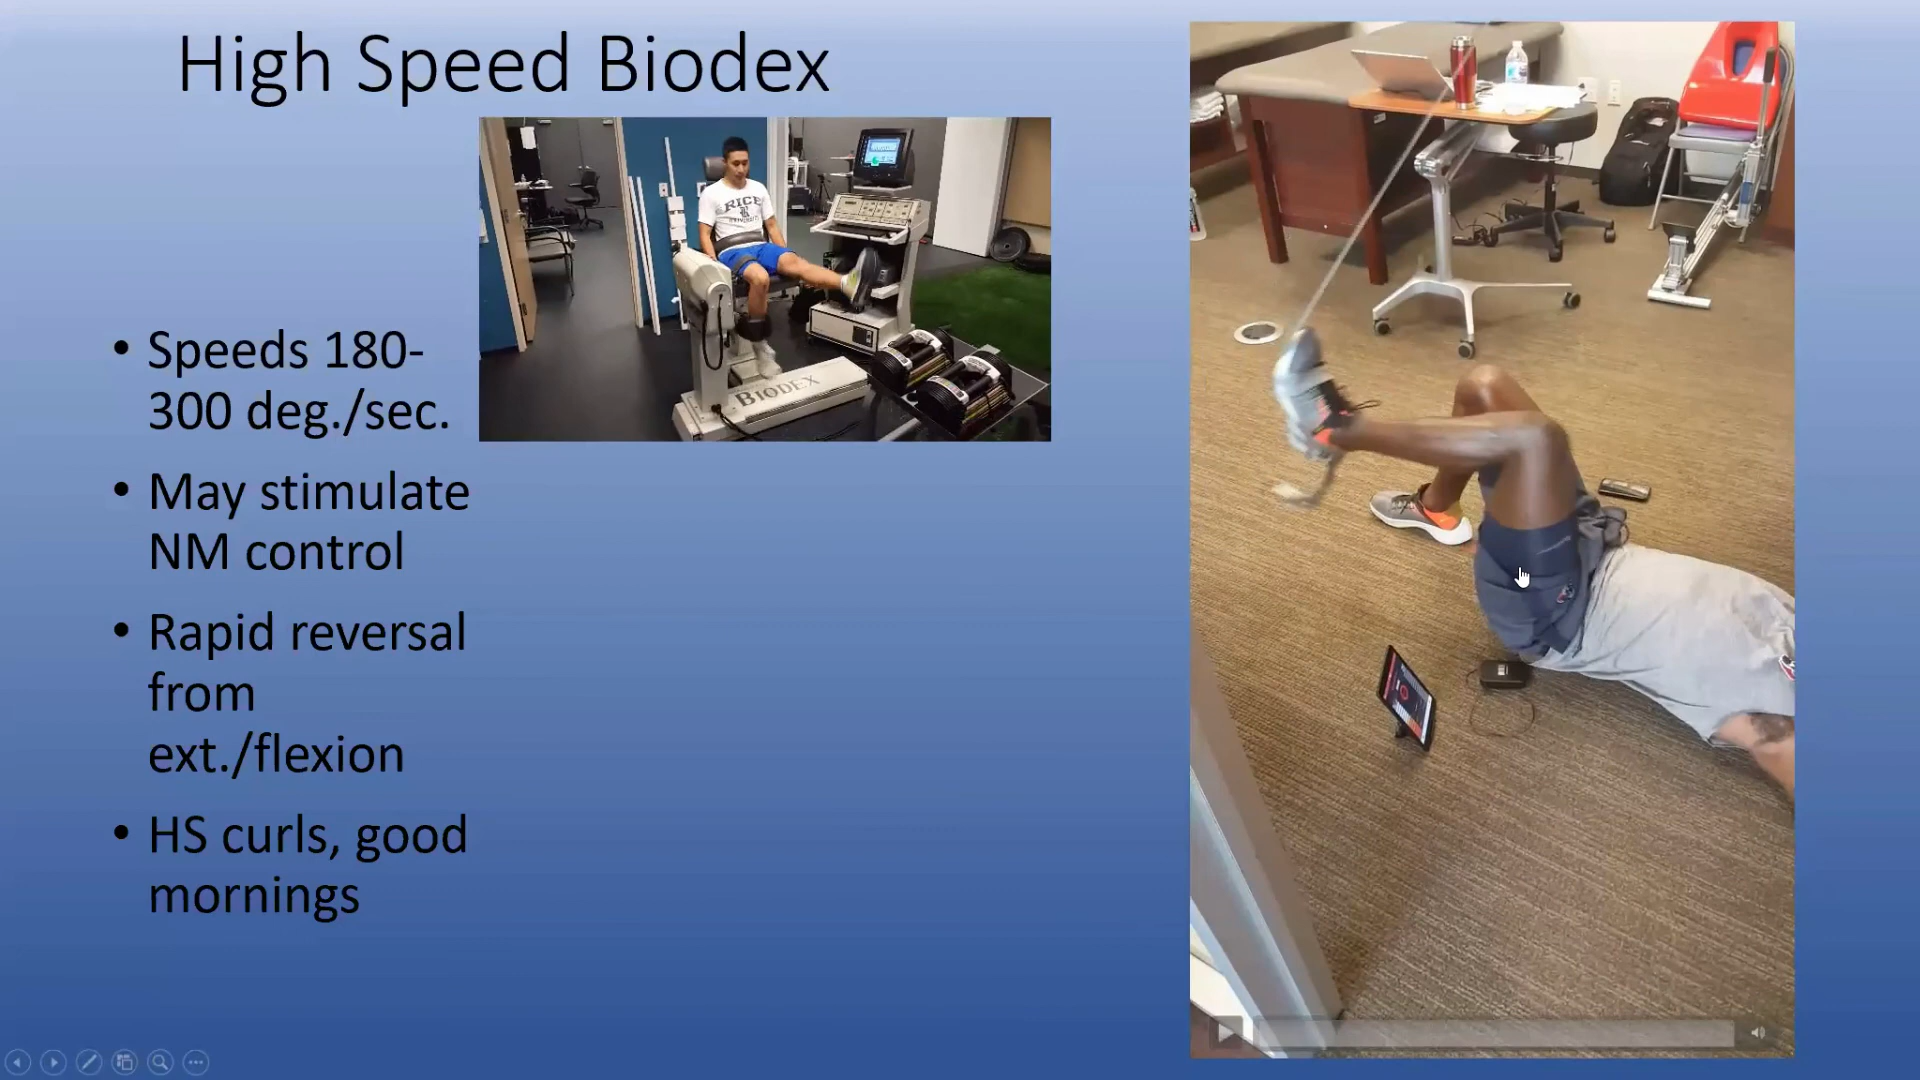 High Speed Biodex
RICE
UNIVERSITY
BIODEX
• Speeds 180-
300 deg./sec.
• May stimulate
NM control
• Rapid reversal
from
ext./flexion
• HS curls, good
mornings